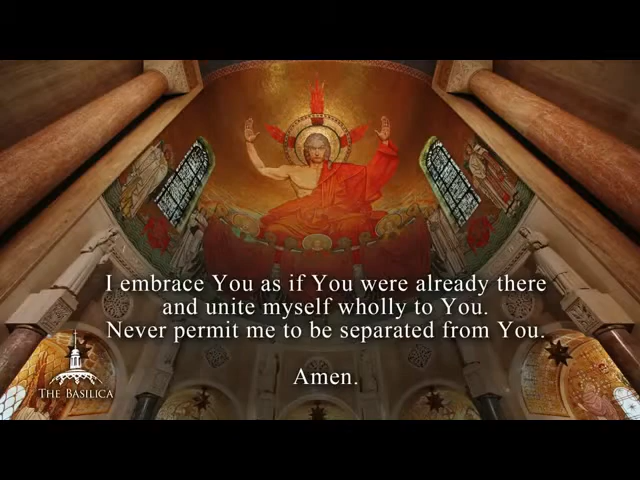 I embrace You as if You were already there
and unite myself wholly to You.
Never permit me to be separated from You.
Amen.
THE BASILICA